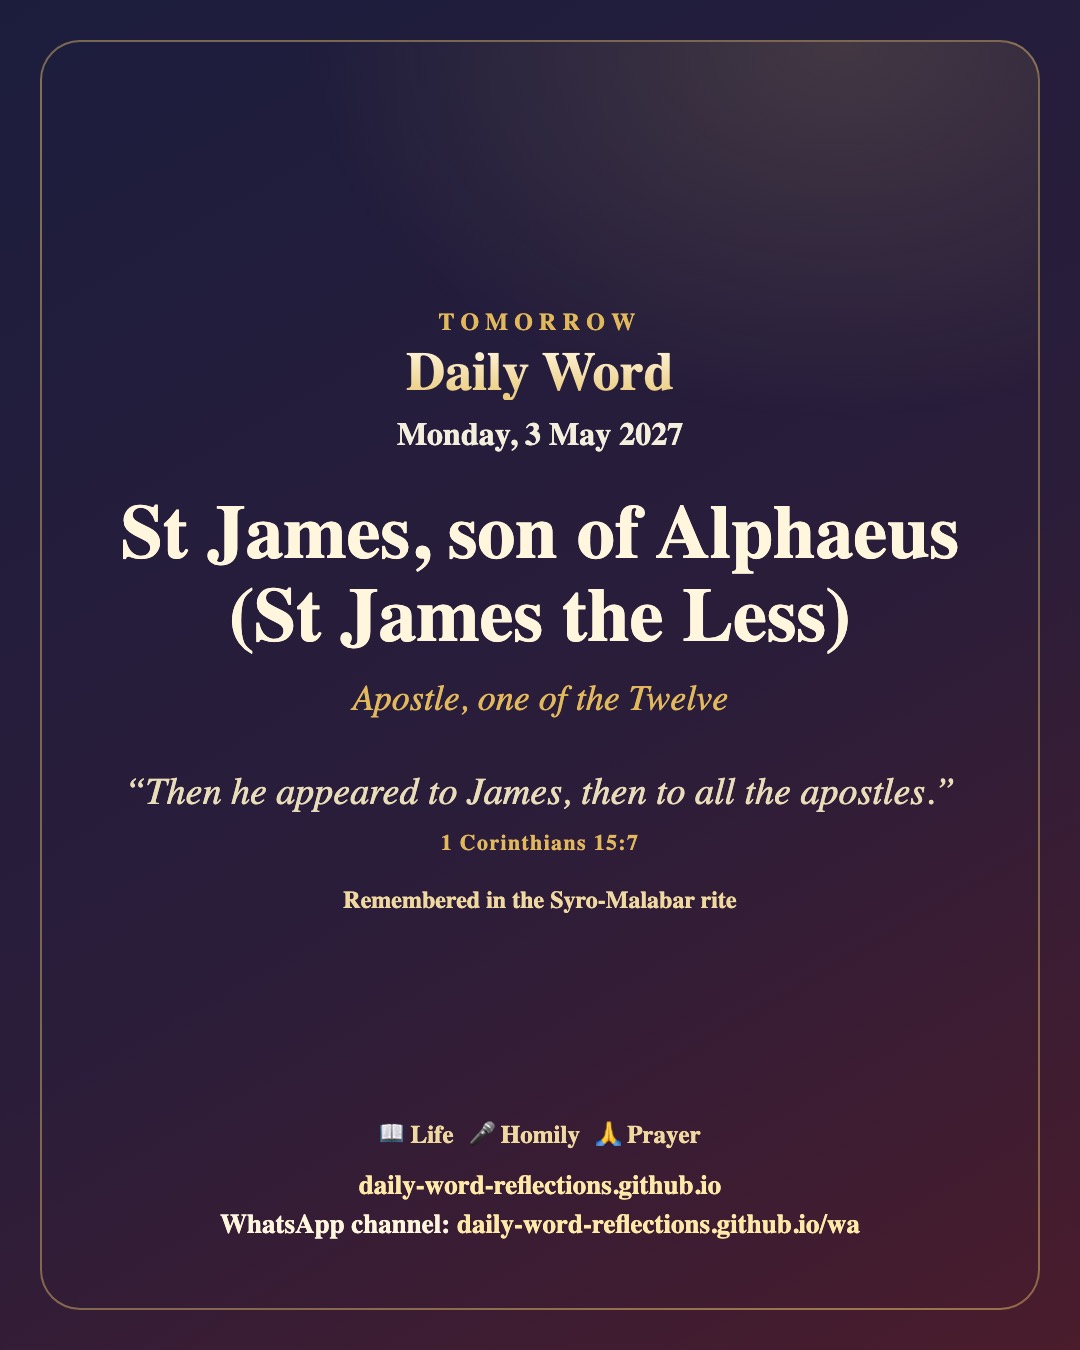 TOMORROW
Daily Word
Monday, 3 May 2027
St James, son of Alphaeus
(St James the Less)
Apostle, one of the Twelve
“Then he appeared to James, then to all the apostles.”
1 Corinthians 15:7
Remembered in the Syro-Malabar rite
📖 Life 🎤 Homily 🙏 Prayer
daily-word-reflections.github.io
WhatsApp channel: daily-word-reflections.github.io/wa